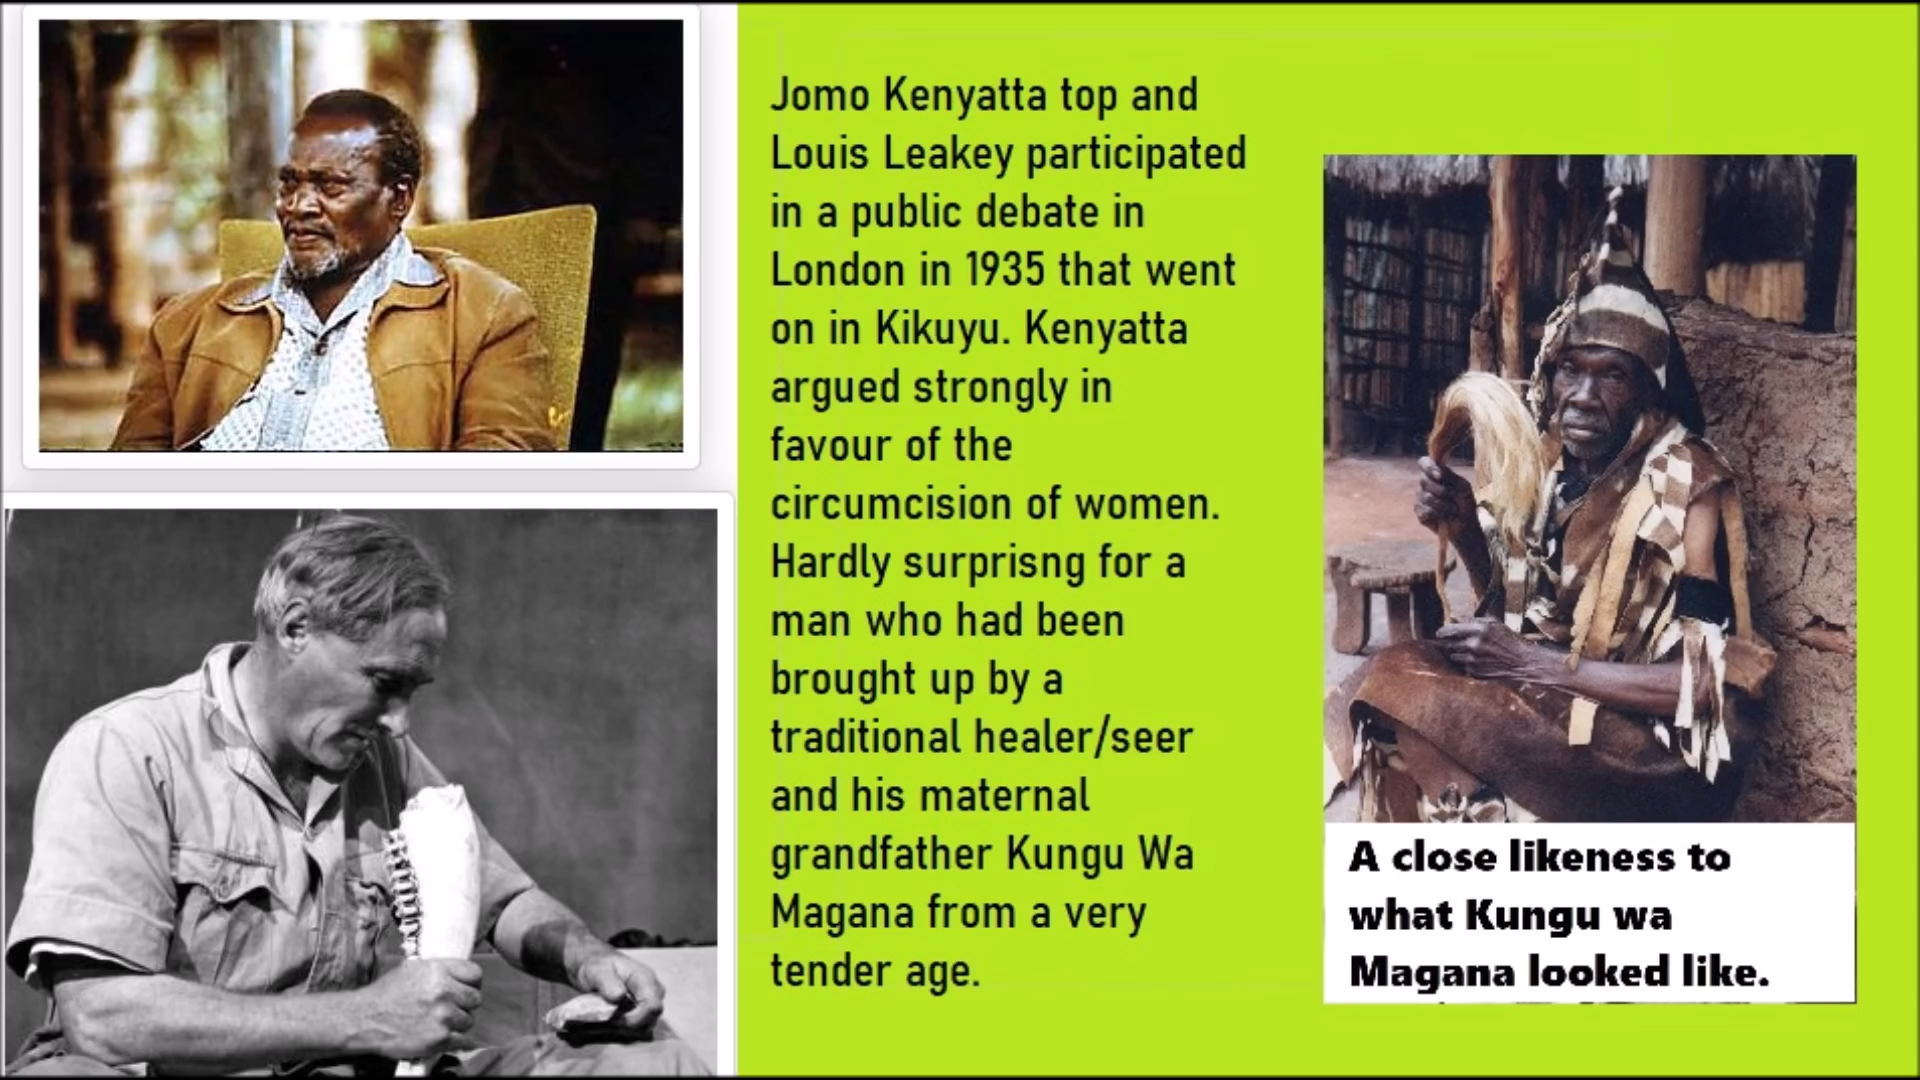 Jomo Kenyatta top and
Louis Leakey participated
in a public debate in
London in 1935 that went
on in Kikuyu. Kenyatta
argued strongly in
favour of the
circumcision of women.
Hardly surprisng for a
man who had been
brought up by a
traditional healer/seer
and his maternal
grandfather Kungu Wa
Magana from a very
tender age.
A close likeness to
what Kungu wa
Magana looked like.